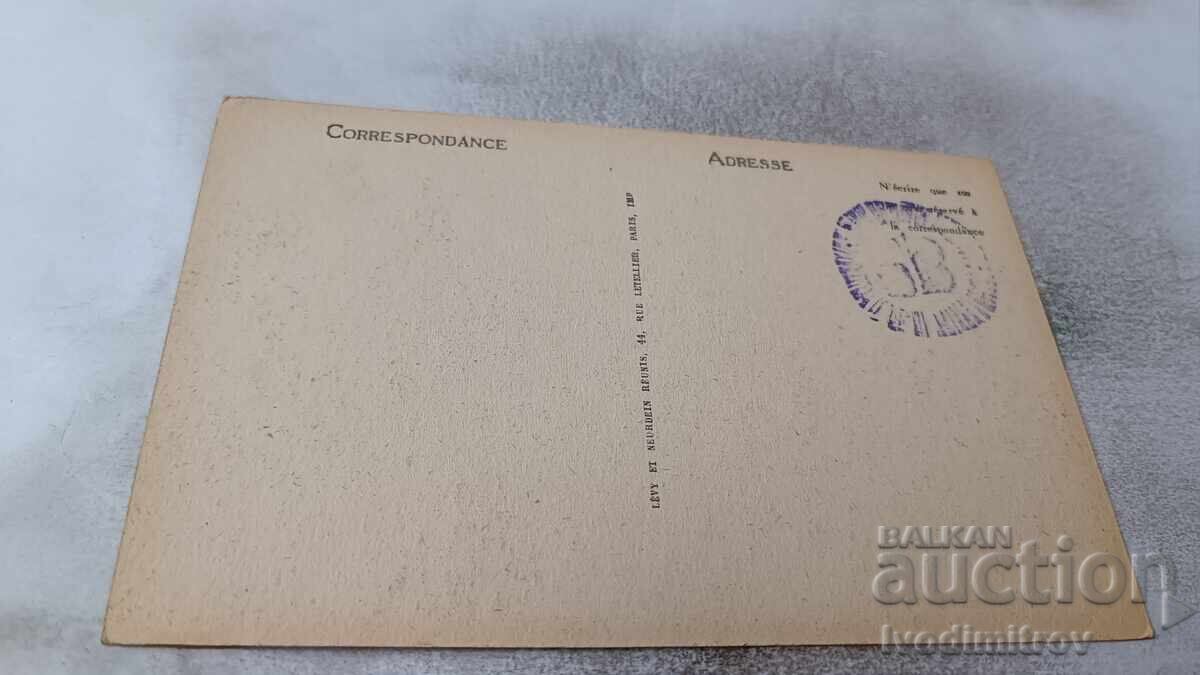 CORRESPONDANCE
ADRESSE
N'écrire que
réservé à
la correspondance
LÉVY ET NEURDEIN RÉUNIS, 44, RUE LETELLIER, PARIS, IMP
BALKAN
auction
Ivodimitrov